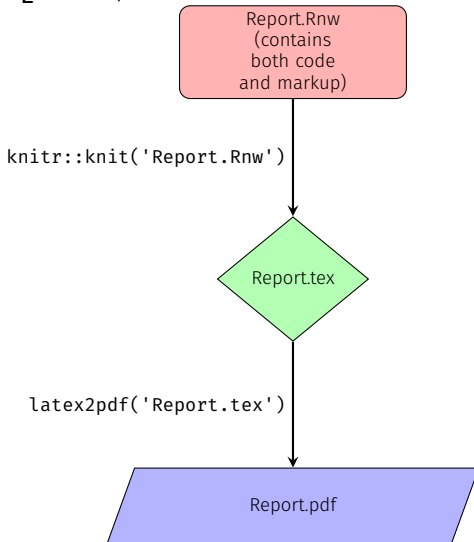 Report.Rnw
(contains
both code
and markup)
knitr::knit('Report.Rnw')
Report.tex
latex2pdf('Report.tex')
Report.pdf